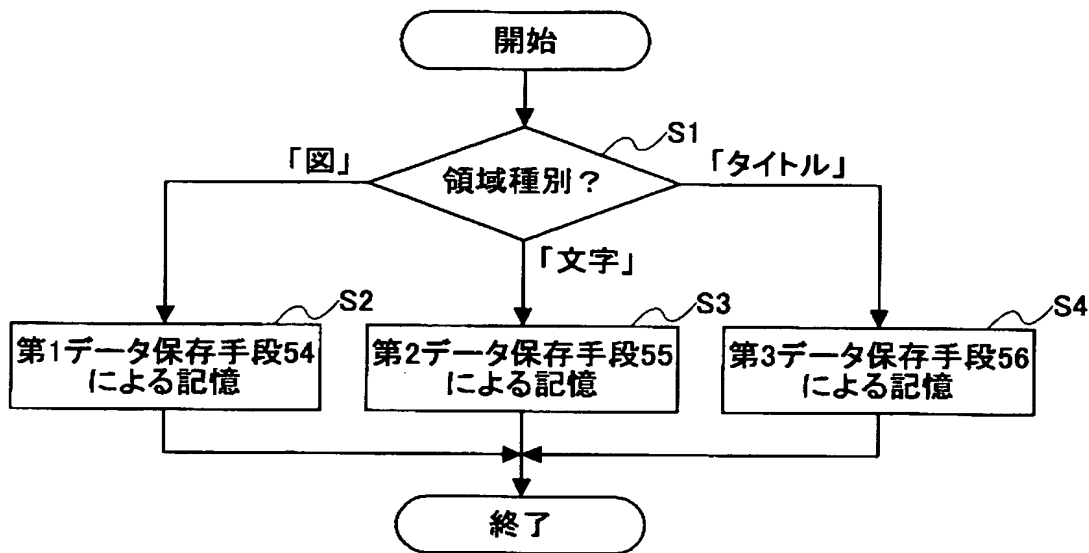 開始
S1
「図」
領域種別？
「タイトル」
「文字」
S2
第1データ保存手段54
による記憶
S3
第2データ保存手段55
による記憶
S4
第3データ保存手段56
による記憶
終了